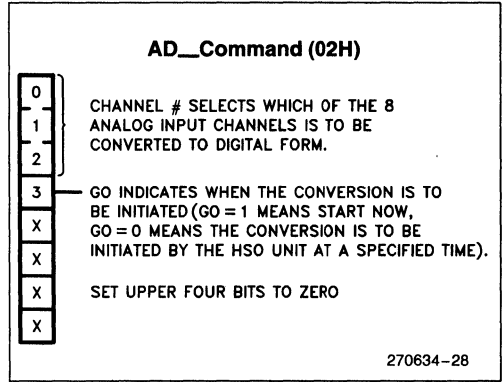 AD__Command (02H)
0
1
2
3
X
X
X
X
CHANNEL # SELECTS WHICH OF THE 8
ANALOG INPUT CHANNELS IS TO BE
CONVERTED TO DIGITAL FORM.
GO INDICATES WHEN THE CONVERSION IS TO
BE INITIATED (GO = 1 MEANS START NOW,
GO = 0 MEANS THE CONVERSION IS TO BE
INITIATED BY THE HSO UNIT AT A SPECIFIED TIME).
SET UPPER FOUR BITS TO ZERO
270634-28